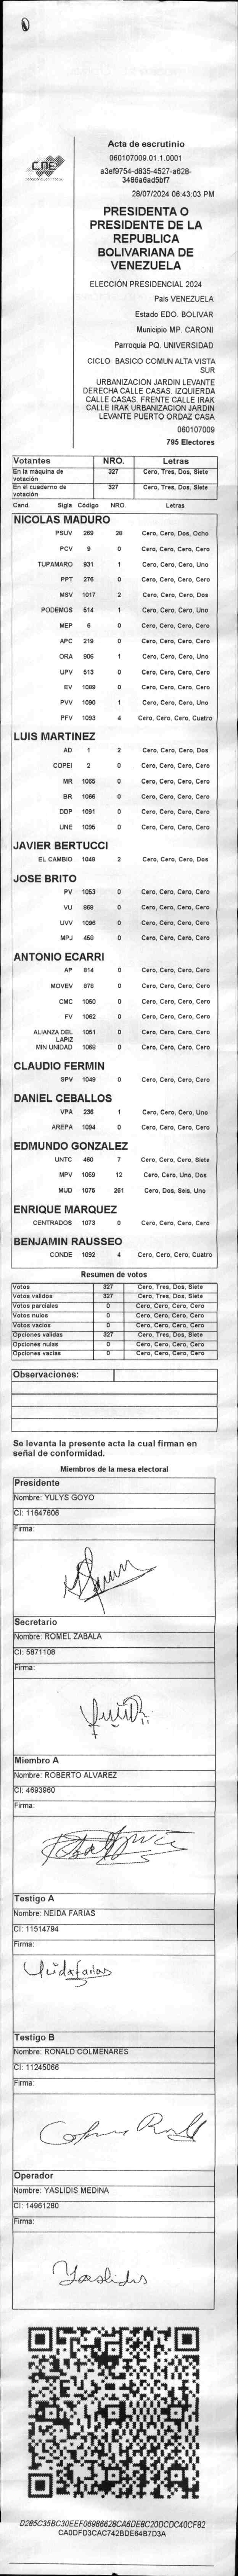 CNE
Acta de escrutinio
060107009.01.1.0001
a3ef9754-d835-4527-a628-
3486a6ad5bf7
28/07/2024 06:43:03 PM
PRESIDENTA O
PRESIDENTE DE LA
REPUBLICA
BOLIVARIANA DE
VENEZUELA
ELECCIÓN PRESIDENCIAL 2024
Pais VENEZUELA
Estado EDO. BOLIVAR
Municipio MP. CARONI
Parroquia PQ. UNIVERSIDAD
CICLO BASICO COMUN ALTA VISTA
SUR
URBANIZACION JARDIN LEVANTE
DERECHA CALLE CASAS. IZQUIERDA
CALLE CASAS. FRENTE CALLE IRAK
CALLE IRAK URBANIZACION JARDIN
LEVANTE PUERTO ORDAZ CASA
060107009
795 Electores
Votantes NRO. Letras
En la máquina de votación 327 Cero, Tres, Dos, Siete
En el cuaderno de votación 327 Cero, Tres, Dos, Siete
Cand. Sigla Código NRO. Letras
NICOLAS MADURO
PSUV 269 28 Cero, Cero, Dos, Ocho
PCV 9 0 Cero, Cero, Cero, Cero
TUPAMARO 931 1 Cero, Cero, Cero, Uno
PPT 276 0 Cero, Cero, Cero, Cero
MSV 1017 2 Cero, Cero, Cero, Dos
PODEMOS 514 1 Cero, Cero, Cero, Uno
MEP 6 0 Cero, Cero, Cero, Cero
APC 219 0 Cero, Cero, Cero, Cero
ORA 906 1 Cero, Cero, Cero, Uno
UPV 513 0 Cero, Cero, Cero, Cero
EV 1089 0 Cero, Cero, Cero, Cero
PVV 1090 1 Cero, Cero, Cero, Uno
PFV 1093 4 Cero, Cero, Cero, Cuatro
LUIS MARTINEZ
AD 1 2 Cero, Cero, Cero, Dos
COPEI 2 0 Cero, Cero, Cero, Cero
MR 1065 0 Cero, Cero, Cero, Cero
BR 1066 0 Cero, Cero, Cero, Cero
DDP 1091 0 Cero, Cero, Cero, Cero
UNE 1095 0 Cero, Cero, Cero, Cero
JAVIER BERTUCCI
EL CAMBIO 1048 2 Cero, Cero, Cero, Dos
JOSE BRITO
PV 1053 0 Cero, Cero, Cero, Cero
VU 868 0 Cero, Cero, Cero, Cero
UVV 1096 0 Cero, Cero, Cero, Cero
MPJ 458 0 Cero, Cero, Cero, Cero
ANTONIO ECARRI
AP 814 0 Cero, Cero, Cero, Cero
MOVEV 878 0 Cero, Cero, Cero, Cero
CMC 1050 0 Cero, Cero, Cero, Cero
FV 1062 0 Cero, Cero, Cero, Cero
ALIANZA DEL LAPIZ 1051 0 Cero, Cero, Cero, Cero
MIN UNIDAD 1068 0 Cero, Cero, Cero, Cero
CLAUDIO FERMIN
SPV 1049 0 Cero, Cero, Cero, Cero
DANIEL CEBALLOS
VPA 236 1 Cero, Cero, Cero, Uno
AREPA 1094 0 Cero, Cero, Cero, Cero
EDMUNDO GONZALEZ
UNTC 460 7 Cero, Cero, Cero, Siete
MPV 1069 12 Cero, Cero, Uno, Dos
MUD 1075 261 Cero, Dos, Seis, Uno
ENRIQUE MARQUEZ
CENTRADOS 1073 0 Cero, Cero, Cero, Cero
BENJAMIN RAUSSEO
CONDE 1092 4 Cero, Cero, Cero, Cuatro
Resumen de votos
Votos 327 Cero, Tres, Dos, Siete
Votos validos 327 Cero, Tres, Dos, Siete
Votos parciales 0 Cero, Cero, Cero, Cero
Votos nulos 0 Cero, Cero, Cero, Cero
Votos vacios 0 Cero, Cero, Cero, Cero
Opciones validas 327 Cero, Tres, Dos, Siete
Opciones nulas 0 Cero, Cero, Cero, Cero
Opciones vacias 0 Cero, Cero, Cero, Cero
Observaciones:
Se levanta la presente acta la cual firman en
señal de conformidad.
Miembros de la mesa electoral
Presidente
Nombre: YULYS GOYO
CI: 11647606
Firma:
Secretario
Nombre: ROMEL ZABALA
CI: 5871108
Firma:
Miembro A
Nombre: ROBERTO ALVAREZ
CI: 4693960
Firma:
Testigo A
Nombre: NEIDA FARIAS
CI: 11514794
Firma:
Neida farias
Testigo B
Nombre: RONALD COLMENARES
CI: 11245066
Firma:
Operador
Nombre: YASLIDIS MEDINA
CI: 14961280
Firma:
Yaslidis
D285C35BC30EEF06986628CA6DE8C20DCDC40CF82
CA0DFD3CAC742BDE64B7D3A